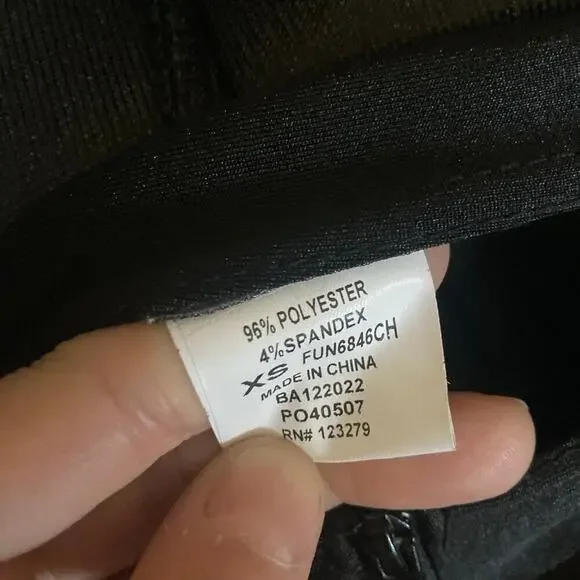 96% POLYESTER
4%SPANDEX
XS FUN6846CH
MADE IN CHINA
BA122022
PO40507
RN# 123279